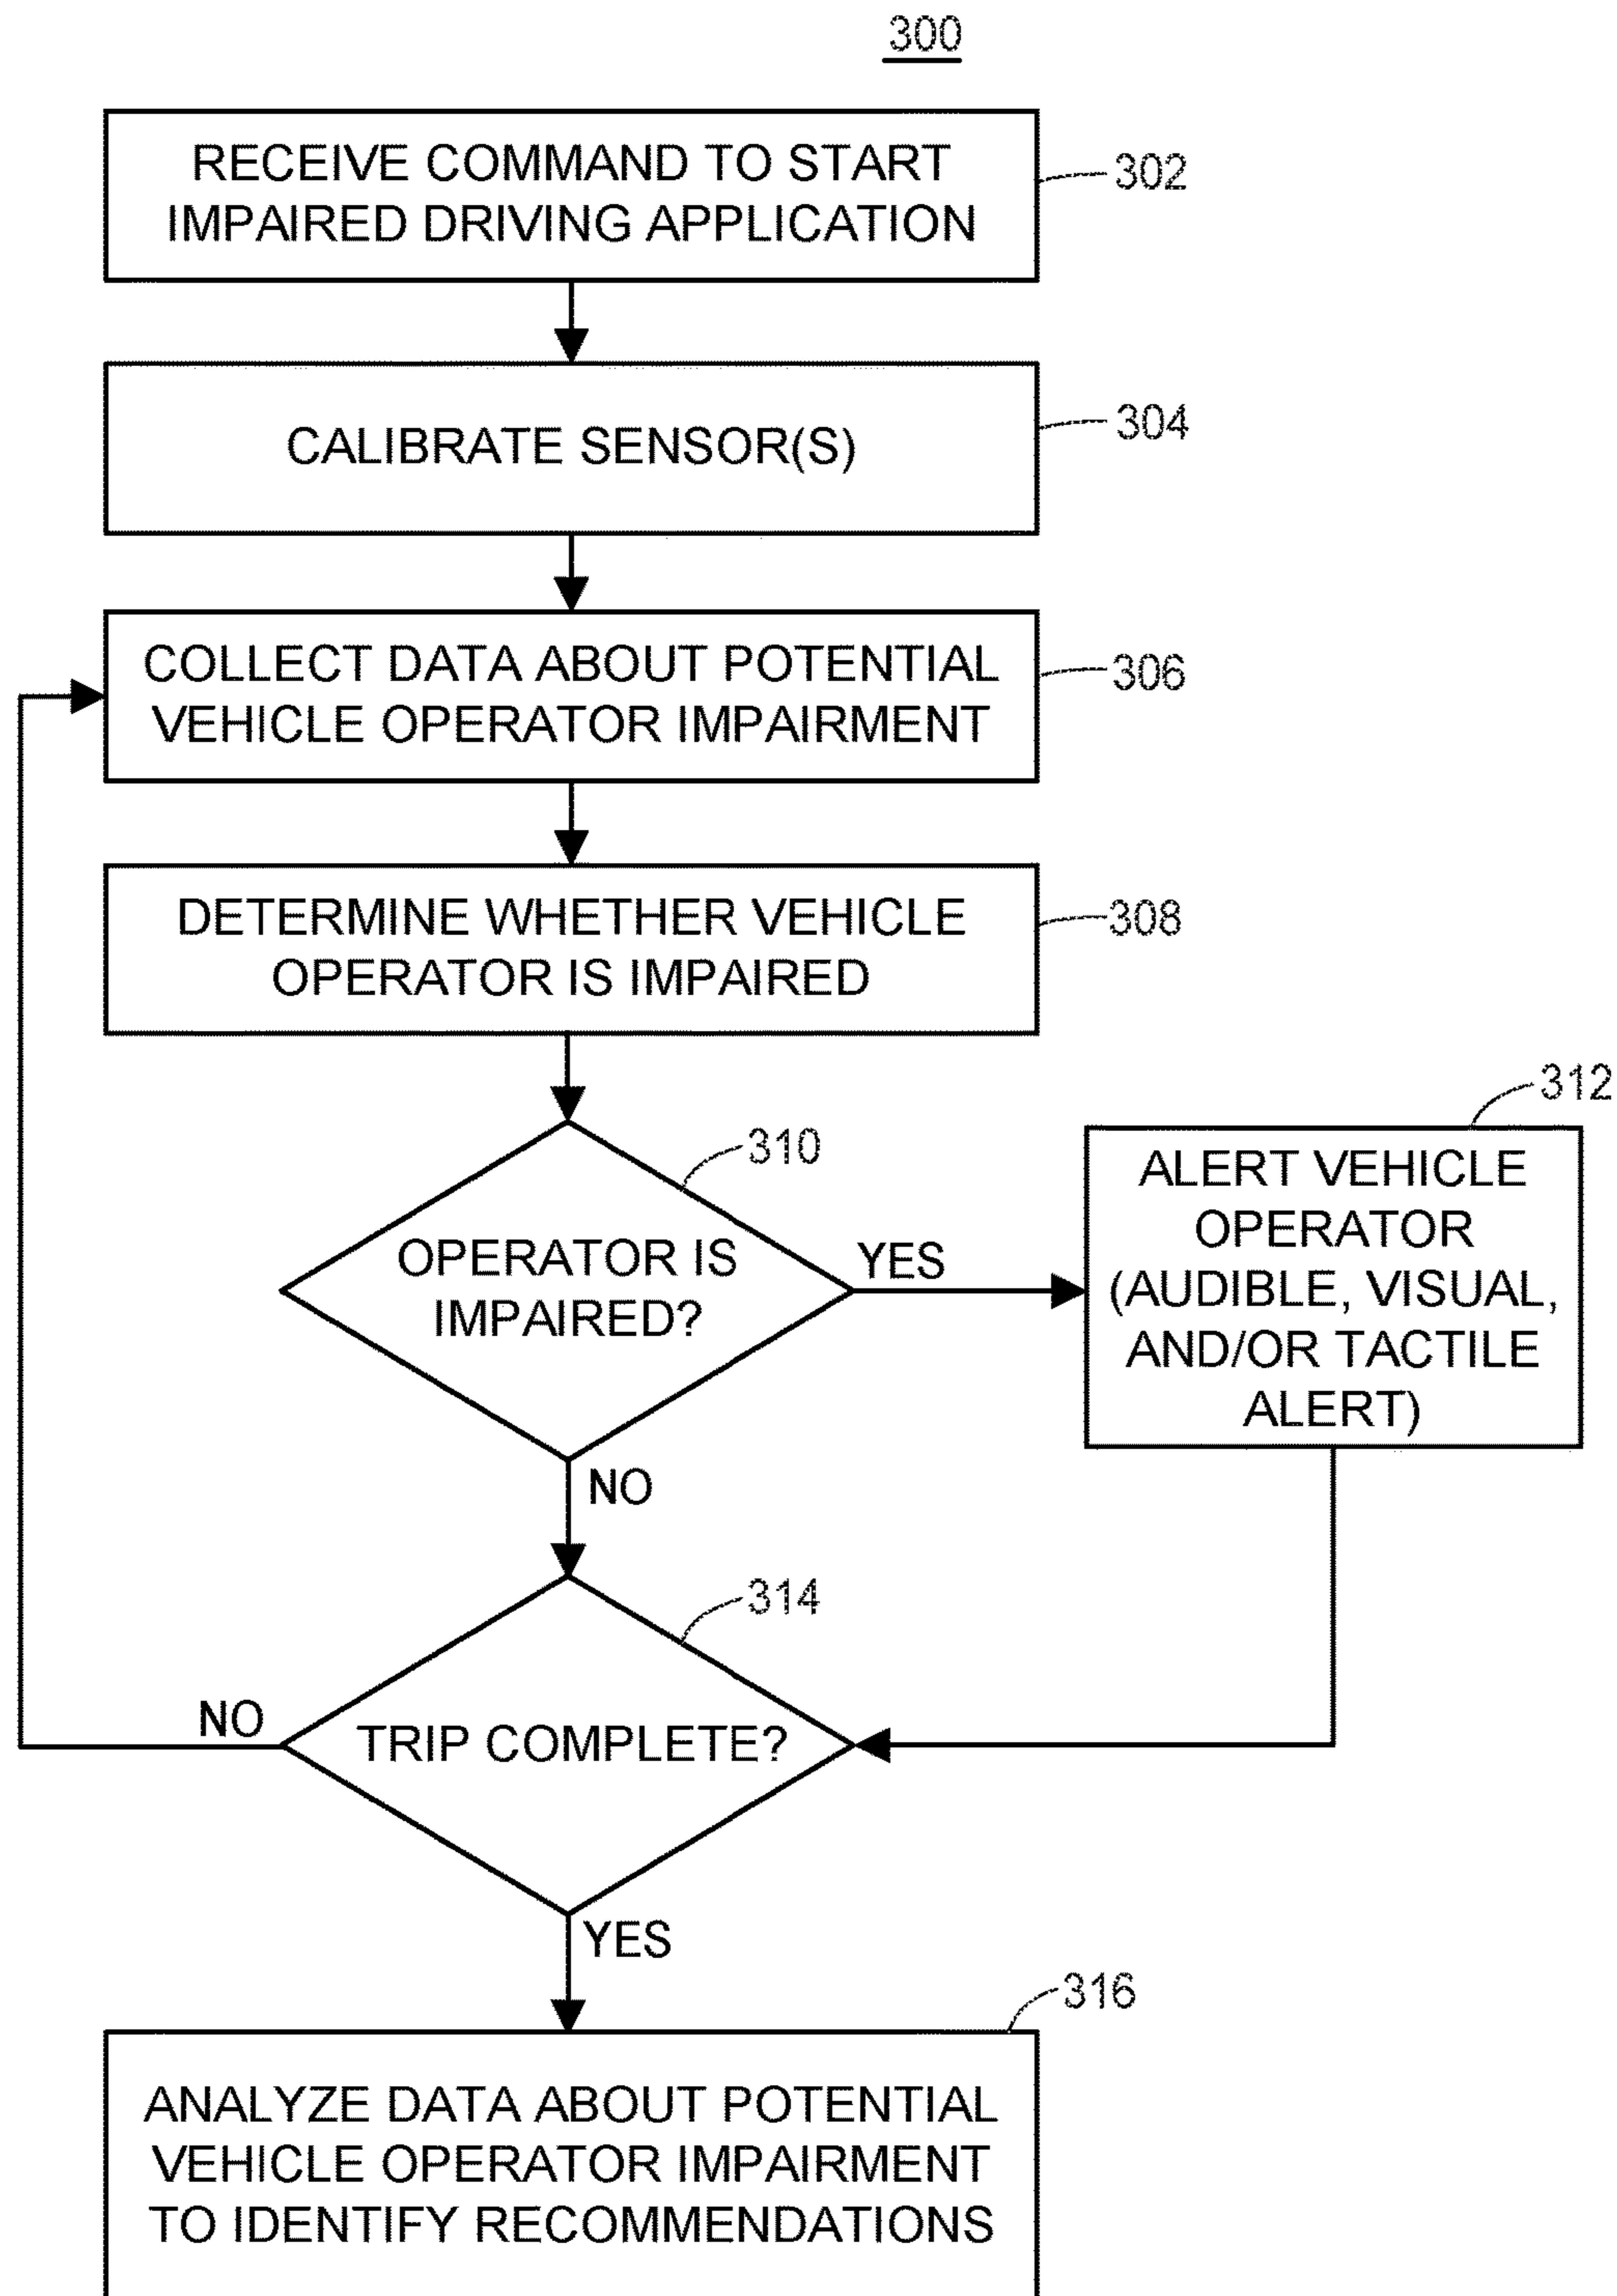 300
RECEIVE COMMAND TO START
IMPAIRED DRIVING APPLICATION
302
CALIBRATE SENSOR(S)
304
COLLECT DATA ABOUT POTENTIAL
VEHICLE OPERATOR IMPAIRMENT
306
DETERMINE WHETHER VEHICLE
OPERATOR IS IMPAIRED
308
310
OPERATOR IS
IMPAIRED?
YES
312
ALERT VEHICLE
OPERATOR
(AUDIBLE, VISUAL,
AND/OR TACTILE
ALERT)
NO
314
TRIP COMPLETE?
NO
YES
316
ANALYZE DATA ABOUT POTENTIAL
VEHICLE OPERATOR IMPAIRMENT
TO IDENTIFY RECOMMENDATIONS